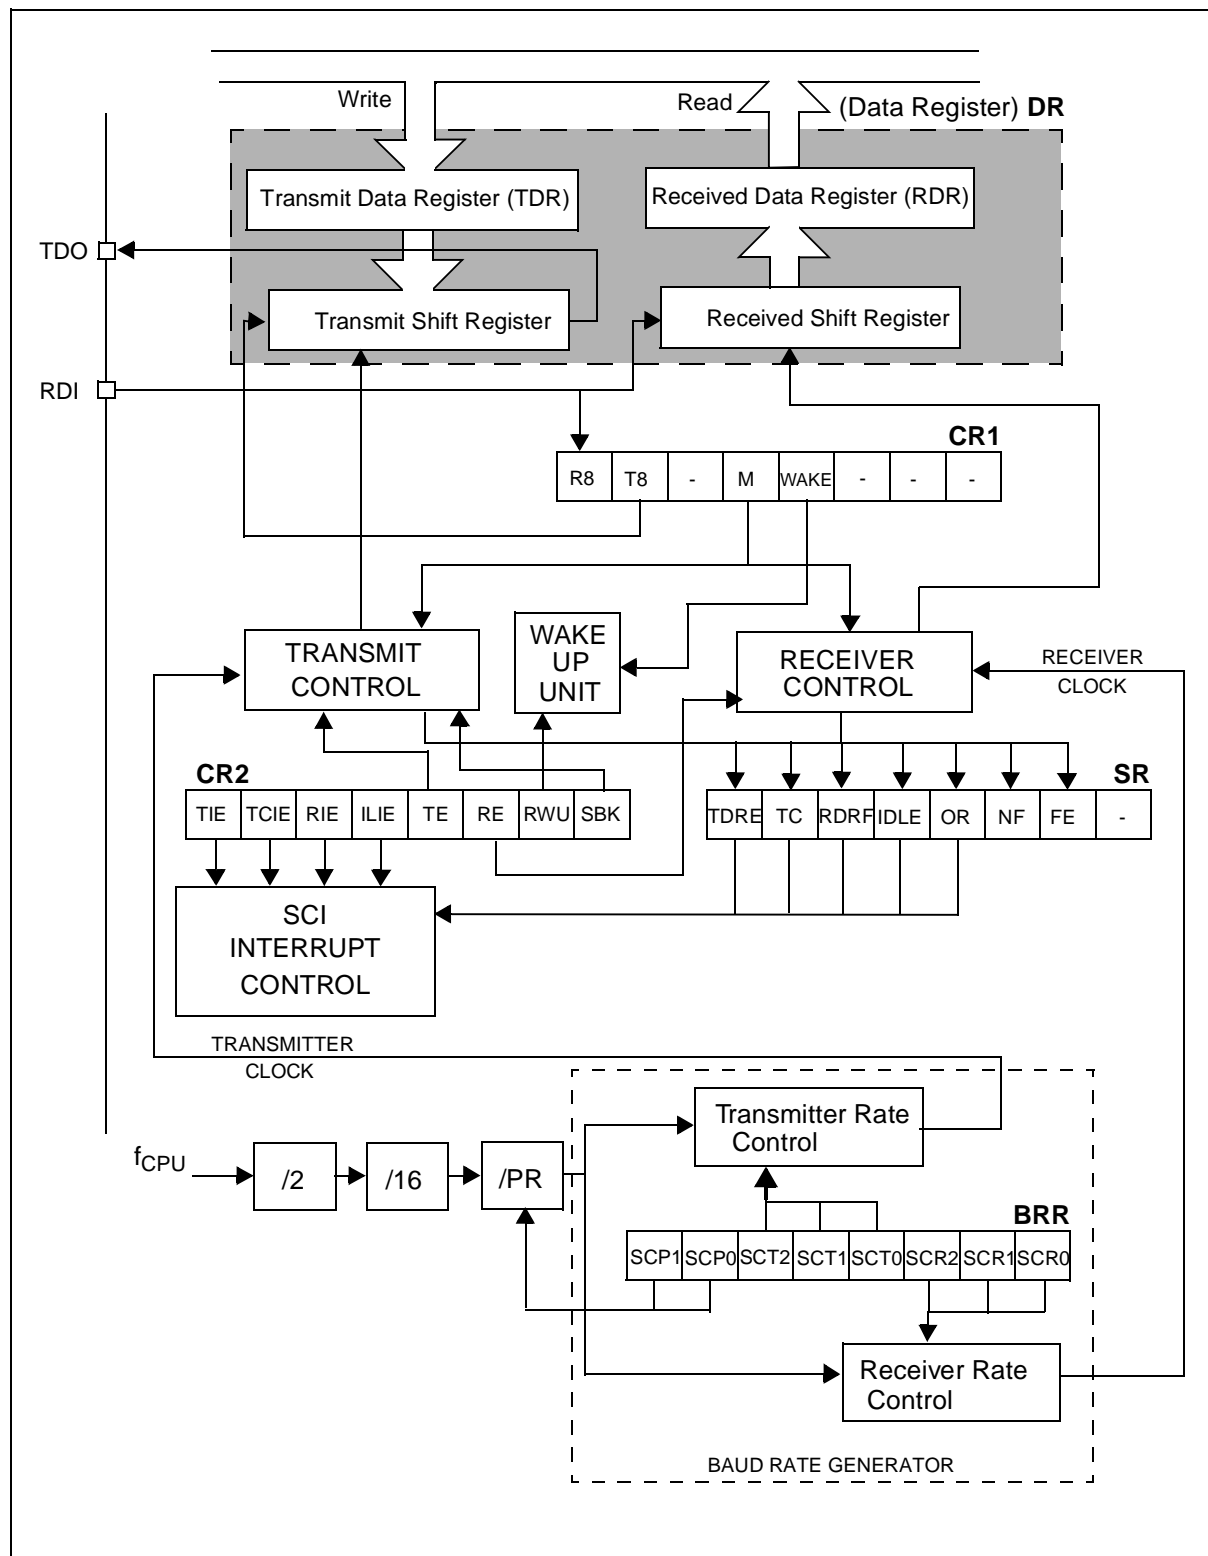 Write
Read
(Data Register) DR
Transmit Data Register (TDR)
Received Data Register (RDR)
TDO
Transmit Shift Register
Received Shift Register
RDI
CR1
R8 T8 - M WAKE - - -
TRANSMIT
CONTROL
WAKE
UP
UNIT
RECEIVER
CONTROL
RECEIVER
CLOCK
CR2
TIE TCIE RIE ILIE TE RE RWU SBK
SR
TDRE TC RDRF IDLE OR NF FE -
SCI
INTERRUPT
CONTROL
TRANSMITTER
CLOCK
Transmitter Rate
Control
fCPU
/2
/16
/PR
BRR
SCP1 SCP0 SCT2 SCT1 SCT0 SCR2 SCR1 SCR0
Receiver Rate
Control
BAUD RATE GENERATOR